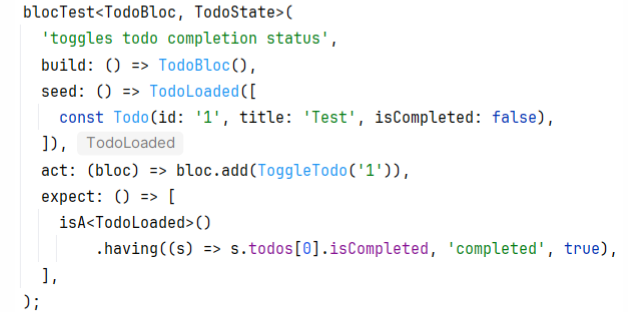 blocTest<TodoBloc, TodoState>(
  'toggles todo completion status',
  build: () => TodoBloc(),
  seed: () => TodoLoaded([
    const Todo(id: '1', title: 'Test', isCompleted: false),
  ]), TodoLoaded
  act: (bloc) => bloc.add(ToggleTodo('1')),
  expect: () => [
    isA<TodoLoaded>()
        .having((s) => s.todos[0].isCompleted, 'completed', true),
  ],
);